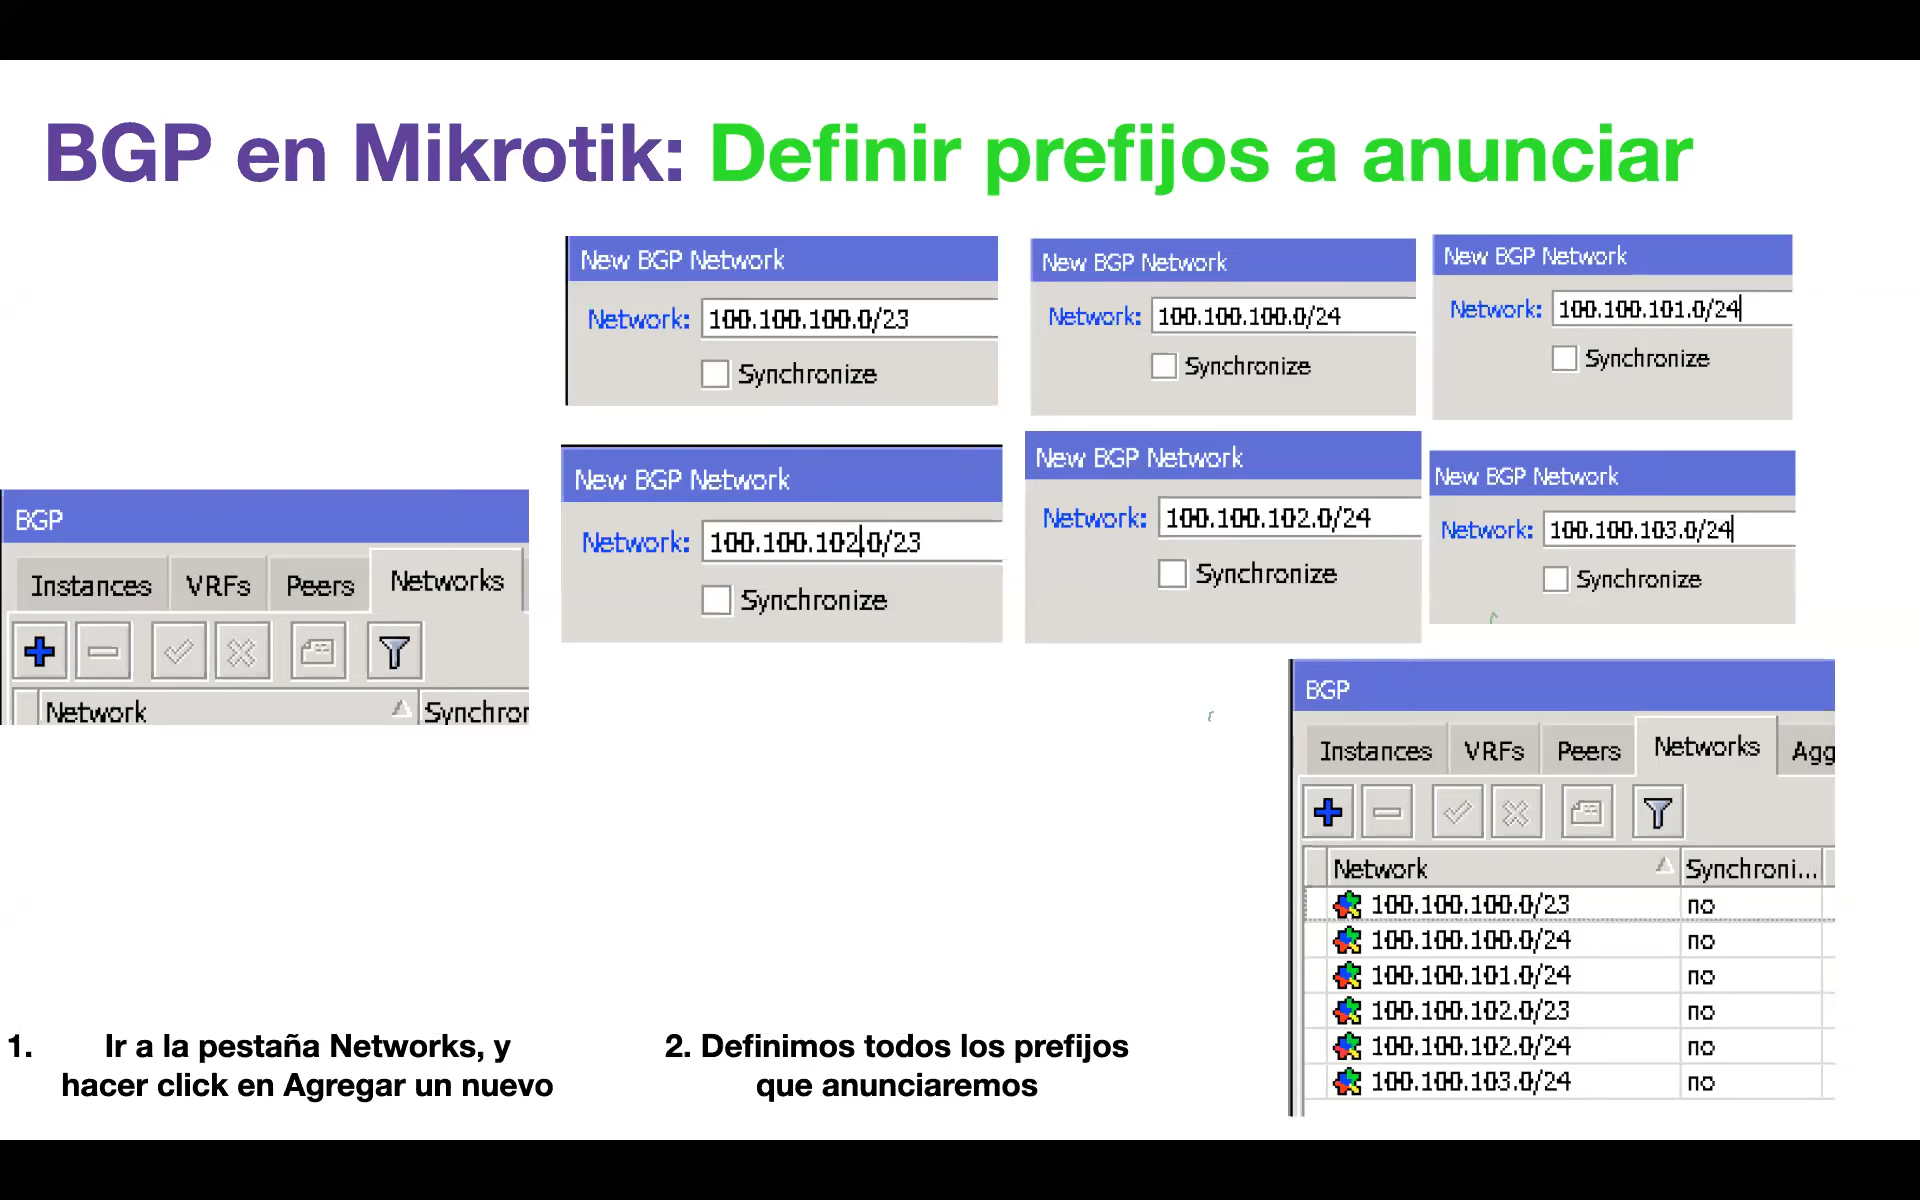 BGP en Mikrotik: Definir prefijos a anunciar
New BGP Network
Network: 100.100.100.0/23
Synchronize
New BGP Network
Network: 100.100.100.0/24
Synchronize
New BGP Network
Network: 100.100.101.0/24
Synchronize
New BGP Network
Network: 100.100.102.0/23
Synchronize
New BGP Network
Network: 100.100.102.0/24
Synchronize
New BGP Network
Network: 100.100.103.0/24
Synchronize
BGP
Instances VRFs Peers Networks
Network Synchron
BGP
Instances VRFs Peers Networks Agg
Network Synchroni...
100.100.100.0/23 no
100.100.100.0/24 no
100.100.101.0/24 no
100.100.102.0/23 no
100.100.102.0/24 no
100.100.103.0/24 no
1. Ir a la pestaña Networks, y
hacer click en Agregar un nuevo
2. Definimos todos los prefijos
que anunciaremos